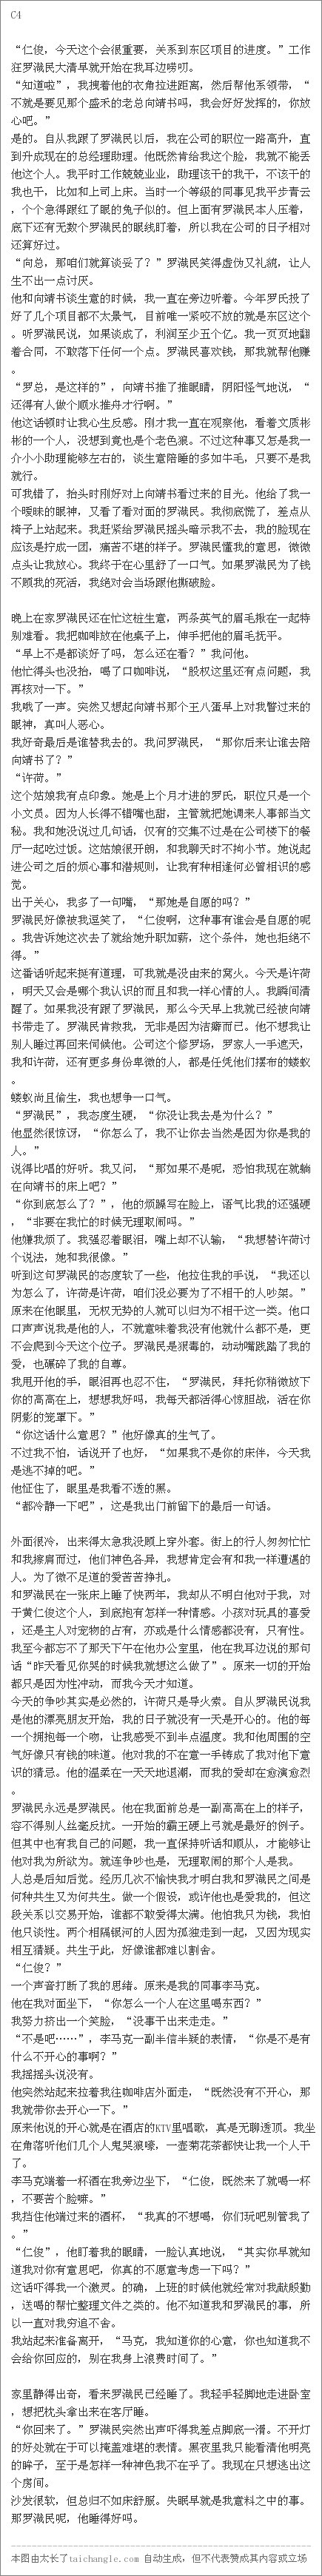 C4
“仁俊，今天这个会很重要，关系到东区项目的进度。”工作
狂罗渽民大清早就开始在我耳边唠叨。
“知道啦”，我拽着他的衣角拉进距离，然后帮他系领带，“
不就是要见那个盛禾的老总向靖书吗，我会好好发挥的，你放
心吧。”
是的。自从我跟了罗渽民以后，我在公司的职位一路高升，直
到升成现在的总经理助理。他既然肯给我这个脸，我就不能丢
他这个人。我平时工作兢兢业业，助理该干的我干，不该干的
我也干，比如和上司上床。当时一个等级的同事见我平步青云
，个个急得跟红了眼的兔子似的。但上面有罗渽民本人压着，
底下还有无数个罗渽民的眼线盯着，所以我在公司的日子相对
还算好过。
“向总，那咱们就算谈妥了？”罗渽民笑得虚伪又礼貌，让人
生不出一点讨厌。
他和向靖书谈生意的时候，我一直在旁边听着。今年罗氏投了
好了几个项目都不太景气，目前唯一紧咬不放的就是东区这个
。听罗渽民说，如果谈成了，利润至少五个亿。我一页页地翻
着合同，不敢落下任何一个点。罗渽民喜欢钱，那我就帮他赚
。
“罗总，是这样的”，向靖书推了推眼睛，阴阳怪气地说，“
还得有人做个顺水推舟才行啊。”
他这话顿时让我心生反感。刚才我一直在观察他，看着文质彬
彬的一个人，没想到竟也是个老色狼。不过这种事又怎是我一
介小小助理能够左右的，谈生意陪睡的多如牛毛，只要不是我
就行。
可我错了，抬头时刚好对上向靖书看过来的目光。他给了我一
个暧昧的眼神，又看了看对面的罗渽民。我彻底慌了，差点从
椅子上站起来。我赶紧给罗渽民摇头暗示我不去，我的脸现在
应该是拧成一团，痛苦不堪的样子。罗渽民懂我的意思，微微
点头让我放心。我终于在心里舒了一口气。如果罗渽民为了钱
不顾我的死活，我绝对会当场跟他撕破脸。
晚上在家罗渽民还在忙这桩生意，两条英气的眉毛揪在一起特
别难看。我把咖啡放在他桌子上，伸手把他的眉毛抚平。
“早上不是都谈好了吗，怎么还在看？”我问他。
他忙得头也没抬，喝了口咖啡说，“股权这里还有点问题，我
再核对一下。”
我哦了一声。突然又想起向靖书那个王八蛋早上对我瞥过来的
眼神，真叫人恶心。
我好奇最后是谁替我去的。我问罗渽民，“那你后来让谁去陪
向靖书了？”
“许荷。”
这个姑娘我有点印象。她是上个月才进的罗氏，职位只是一个
小文员。因为人长得不错嘴也甜，主管就把她调来人事部当文
秘。我和她没说过几句话，仅有的交集不过是在公司楼下的餐
厅一起吃过饭。这姑娘很开朗，和我聊天时不拘小节。她说起
进公司之后的烦心事和潜规则，让我有种相逢何必曾相识的感
觉。
出于关心，我多了一句嘴，“那她是自愿的吗？”
罗渽民好像被我逗笑了，“仁俊啊，这种事有谁会是自愿的呢
。我告诉她这次去了就给她升职加薪，这个条件，她也拒绝不
得。”
这番话听起来挺有道理，可我就是没由来的窝火。今天是许荷
，明天又会是哪个我认识的而且和我一样心情的人。我瞬间清
醒了。如果我没有跟了罗渽民，那么今天早上我就已经被向靖
书带走了。罗渽民肯救我，无非是因为洁癖而已。他不想我让
别人睡过再回来伺候他。公司这个修罗场，罗家人一手遮天，
我和许荷，还有更多身份卑微的人，都是任凭他们摆布的蝼蚁
。
蝼蚁尚且偷生，我也想争一口气。
“罗渽民”，我态度生硬，“你没让我去是为什么？”
他显然很惊讶，“你怎么了，我不让你去当然是因为你是我的
人。”
说得比唱的好听。我又问，“那如果不是呢，恐怕我现在就躺
在向靖书的床上吧？”
“你到底怎么了？”，他的烦躁写在脸上，语气比我的还强硬
，“非要在我忙的时候无理取闹吗。”
他嫌我烦了。我强忍着眼泪，嘴上却不认输，“我想替许荷讨
个说法，她和我很像。”
听到这句罗渽民的态度软了一些，他拉住我的手说，“我还以
为怎么了，许荷是许荷，咱们没必要为了不相干的人吵架。”
原来在他眼里，无权无势的人就可以归为不相干这一类。他口
口声声说我是他的人，不就意味着我没有他就什么都不是，更
不会爬到今天这个位子。罗渽民是狠毒的，动动嘴践踏了我的
爱，也碾碎了我的自尊。
我甩开他的手，眼泪再也忍不住，“罗渽民，拜托你稍微放下
你的高高在上，想想我好吗，我每天都活得心惊胆战，活在你
阴影的笼罩下。”
“你这话什么意思？”他好像真的生气了。
不过我不怕，话说开了也好，“如果我不是你的床伴，今天我
是逃不掉的吧。”
他怔住了，眼里是我看不透的黑。
“都冷静一下吧”，这是我出门前留下的最后一句话。
外面很冷，出来得太急我没顾上穿外套。街上的行人匆匆忙忙
和我擦肩而过，他们神色各异，我想肯定会有和我一样遭遇的
人。为了微不足道的爱苦苦挣扎。
和罗渽民在一张床上睡了快两年，我却从不明白他对于我，对
于黄仁俊这个人，到底抱有怎样一种情感。小孩对玩具的喜爱
，还是主人对宠物的占有，亦或是什么情感都没有，只有性。
我至今都忘不了那天下午在他办公室里，他在我耳边说的那句
话“昨天看见你哭的时候我就想这么做了”。原来一切的开始
都只是因为性冲动，而我今天才知道。
今天的争吵其实是必然的，许荷只是导火索。自从罗渽民说我
是他的漂亮朋友开始，我的日子就没有一天是开心的。他的每
一个拥抱每一个吻，让我感受不到半点温度。我和他周围的空
气好像只有钱的味道。他对我的不在意一手铸成了我对他下意
识的猜忌。他的温柔在一天天地退潮，而我的爱却在愈演愈烈
。
罗渽民永远是罗渽民。他在我面前总是一副高高在上的样子，
容不得别人丝毫反抗。一开始的霸王硬上弓就是最好的例子。
但其中也有我自己的问题，我一直保持听话和顺从，才能够让
他对我为所欲为。就连争吵也是，无理取闹的那个人是我。
人总是后知后觉。经历几次不愉快我才明白我和罗渽民之间是
何种共生又为何共生。做一个假设，或许他也是爱我的，但这
段关系以交易开始，谁都不敢爱得太满。他怕我只为钱，我怕
他只谈性。两个相隔银河的人因为孤独走到一起，又因为现实
相互猜疑。共生于此，好像谁都难以割舍。
“仁俊？”
一个声音打断了我的思绪。原来是我的同事李马克。
他在我对面坐下，“你怎么一个人在这里喝东西？”
我努力挤出一个笑脸，“没事干出来走走。”
“不是吧……”，李马克一副半信半疑的表情，“你是不是有
什么不开心的事啊？”
我摇摇头说没有。
他突然站起来拉着我往咖啡店外面走，“既然没有不开心，那
我就带你去开心一下。”
原来他说的开心就是在酒店的KTV里唱歌，真是无聊透顶。我坐
在角落听他们几个人鬼哭狼嚎，一壶菊花茶都快让我一个人干
了。
李马克端着一杯酒在我旁边坐下，“仁俊，既然来了就喝一杯
，不要苦个脸嘛。”
我挡住他端过来的酒杯，“我真的不想喝，你们玩吧别管我了
。”
“仁俊”，他盯着我的眼睛，一脸认真地说，“其实你早就知
道我对你有意思吧，你真的不愿意考虑一下吗？”
这话吓得我一个激灵。的确，上班的时候他就经常对我献殷勤
，送喝的帮忙整理文件之类的。他不知道我和罗渽民的事，所
以一直对我穷追不舍。
我站起来准备离开，“马克，我知道你的心意，你也知道我不
会给你回应的，别在我身上浪费时间了。”
家里静得出奇，看来罗渽民已经睡了。我轻手轻脚地走进卧室
，想把枕头拿出来在客厅睡。
“你回来了。”罗渽民突然出声吓得我差点脚底一滑。不开灯
的好处就在于可以掩盖难堪的表情。黑夜里我只能看清他明亮
的眸子，至于是怎样一种神色我不在乎了。我现在只想逃出这
个房间。
沙发很软，但总归不如床舒服。失眠早就是我意料之中的事。
那罗渽民呢，他睡得好吗。
本图由太长了taichangle.com 自动生成，但不代表赞成其内容或立场